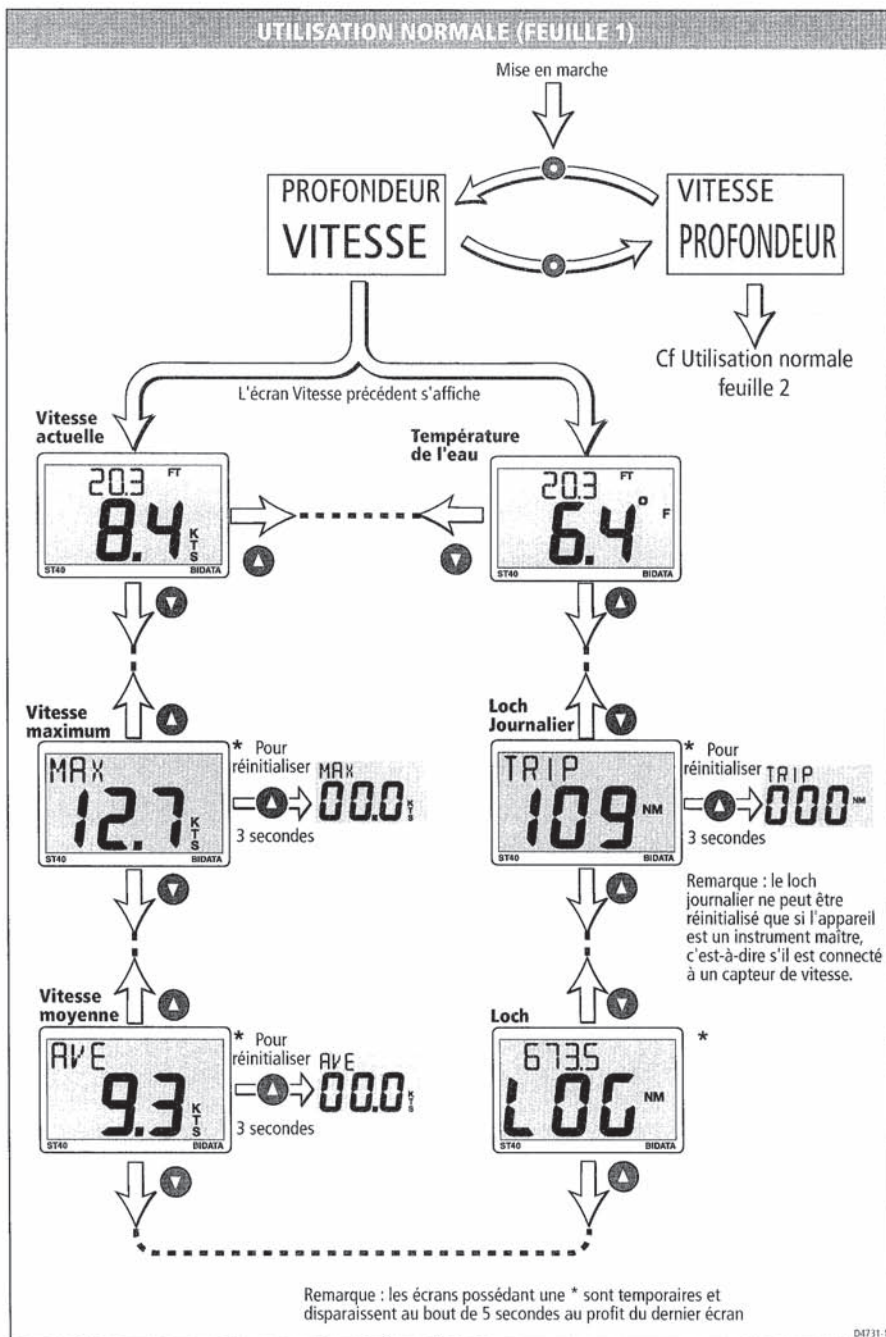 UTILISATION NORMALE (FEUILLE 1)
Mise en marche
PROFONDEUR
VITESSE
VITESSE
PROFONDEUR
Cf Utilisation normale
feuille 2
L'écran Vitesse précédent s'affiche
Vitesse
actuelle
20.3 FT
8.4 KTS
ST40 BIDATA
Température
de l'eau
20.3 FT
6.4° F
ST40 BIDATA
Vitesse
maximum
MAX
12.7 KTS
ST40 BIDATA
* Pour
réinitialiser
3 secondes
MAX
00.0 KTS
Loch
Journalier
TRIP
109 NM
ST40 BIDATA
* Pour
réinitialiser
3 secondes
TRIP
000 NM
Remarque : le loch
journalier ne peut être
réinitialisé que si l'appareil
est un instrument maître,
c'est-à-dire s'il est connecté
à un capteur de vitesse.
Vitesse
moyenne
AVE
9.3 KTS
ST40 BIDATA
* Pour
réinitialiser
3 secondes
AVE
00.0 KTS
Loch
673.5
LOG NM
ST40 BIDATA
*
Remarque : les écrans possédant une * sont temporaires et
disparaissent au bout de 5 secondes au profit du dernier écran
D4731-1